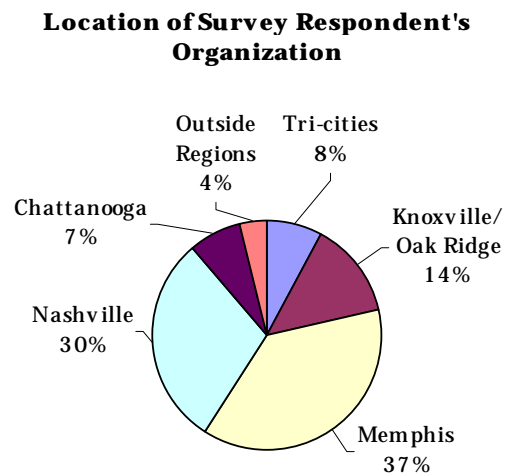 Location of Survey Respondent's
Organization
Outside
Regions
4%
Tri-cities
8%
Chattanooga
7%
Knoxville/
Oak Ridge
14%
Nashville
30%
Memphis
37%